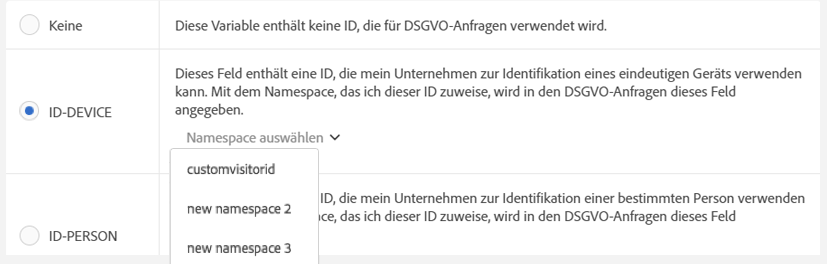 Keine
Diese Variable enthält keine ID, die für DSGVO-Anfragen verwendet wird.
ID-DEVICE
Dieses Feld enthält eine ID, die mein Unternehmen zur Identifikation eines eindeutigen Geräts verwenden
kann. Mit dem Namespace, das ich dieser ID zuweise, wird in den DSGVO-Anfragen dieses Feld
angegeben.
Namespace auswählen
customvisitorid
new namespace 2
new namespace 3
ID-PERSON
ID, die mein Unternehmen zur Identifikation einer bestimmten Person verwenden
ce, das ich dieser ID zuweise, wird in den DSGVO-Anfragen dieses Feld